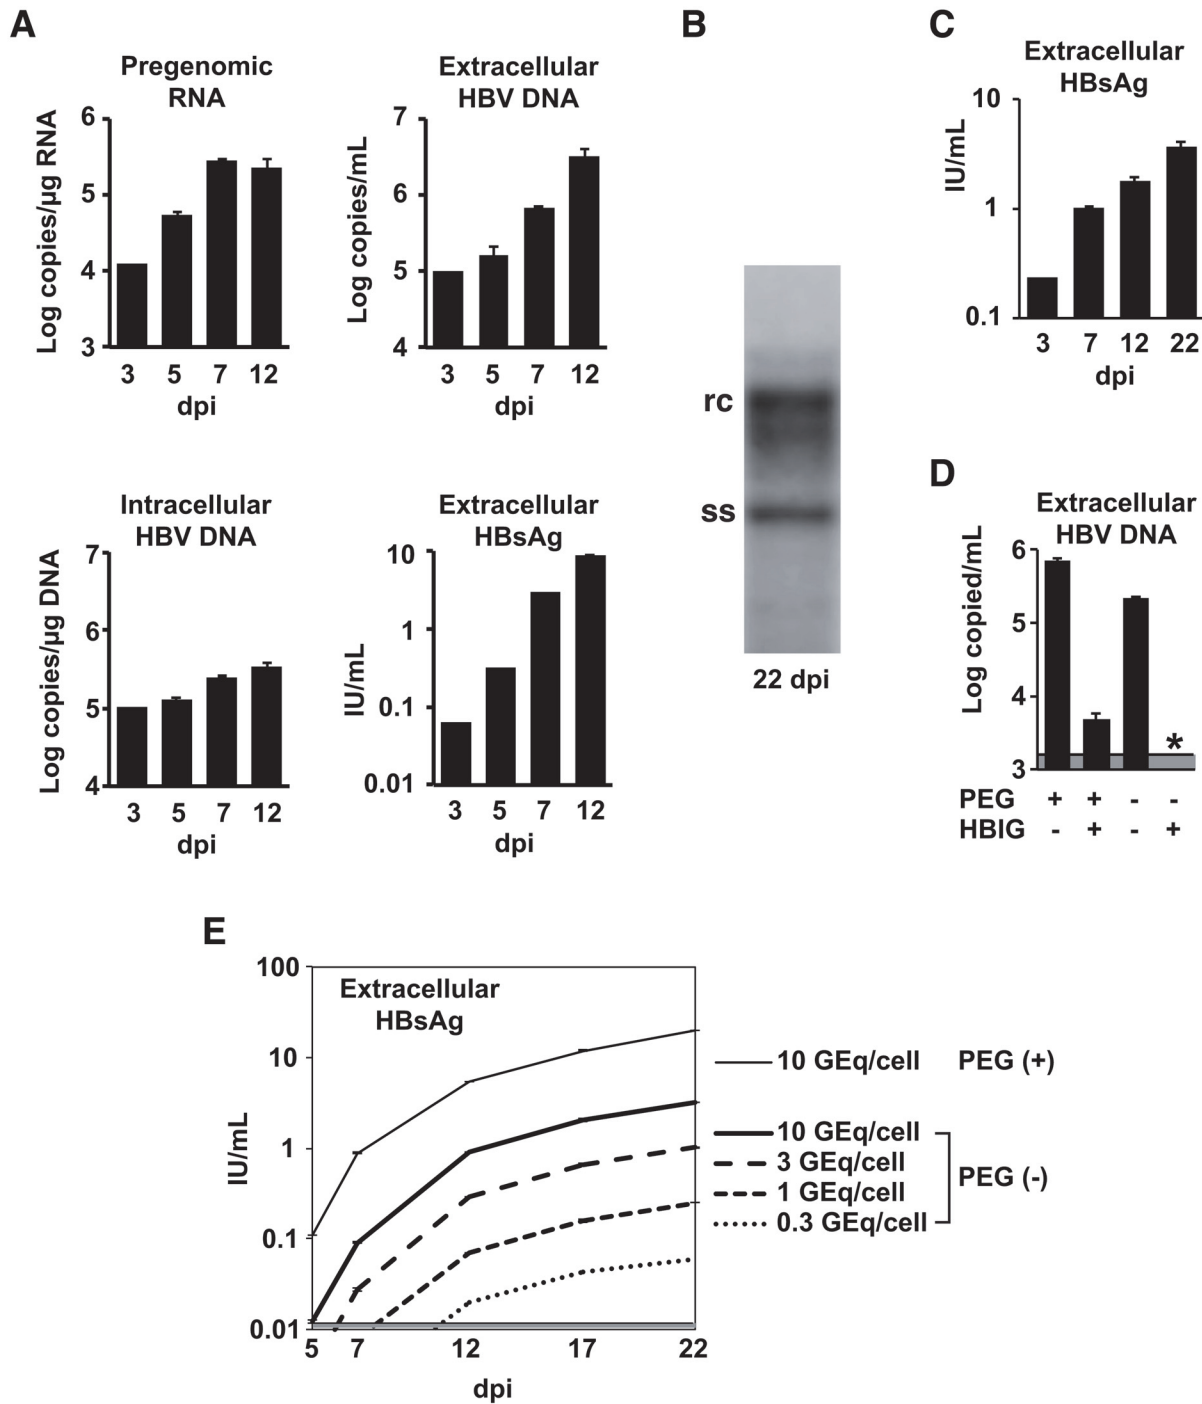 A
Pregenomic
RNA
Log copies/µg RNA
6
5
4
3
3 5 7 12
dpi
Extracellular
HBV DNA
Log copies/mL
7
6
5
4
3 5 7 12
dpi
Intracellular
HBV DNA
Log copies/µg DNA
7
6
5
4
3 5 7 12
dpi
Extracellular
HBsAg
IU/mL
10
1
0.1
0.01
3 5 7 12
dpi
B
rc
ss
22 dpi
C
Extracellular
HBsAg
IU/mL
10
1
0.1
3 7 12 22
dpi
D
Extracellular
HBV DNA
Log copied/mL
6
5
4
3
*
PEG + + - -
HBIG - + - +
E
Extracellular
HBsAg
IU/mL
100
10
1
0.1
0.01
5 7 12 17 22
dpi
10 GEq/cell PEG (+)
10 GEq/cell
3 GEq/cell
1 GEq/cell
0.3 GEq/cell
PEG (-)